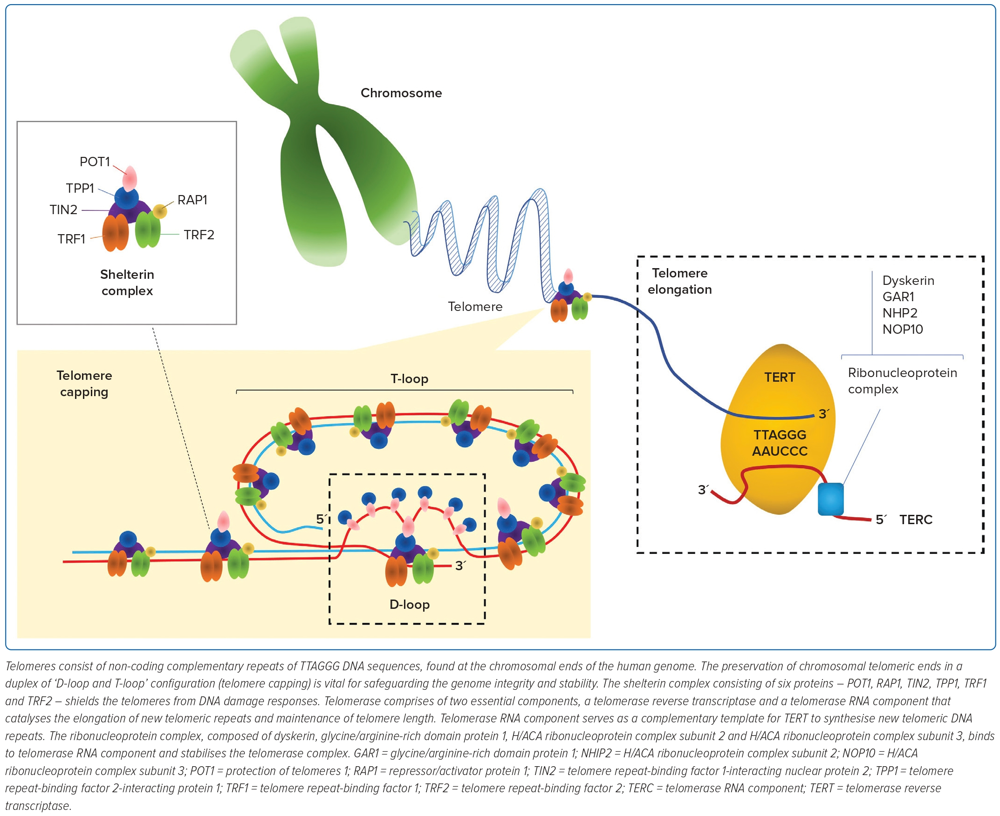 Chromosome
POT1
TPP1
TIN2
TRF1
RAP1
TRF2
Shelterin
complex
Telomere
Telomere
elongation
Dyskerin
GAR1
NHP2
NOP10
Ribonucleoprotein
complex
TERT
3´
TTAGGG
AAUCCC
3´
5´ TERC
Telomere
capping
T-loop
5´
3´
D-loop
Telomeres consist of non-coding complementary repeats of TTAGGG DNA sequences, found at the chromosomal ends of the human genome. The preservation of chromosomal telomeric ends in a
duplex of ‘D-loop and T-loop’ configuration (telomere capping) is vital for safeguarding the genome integrity and stability. The shelterin complex consisting of six proteins – POT1, RAP1, TIN2, TPP1, TRF1
and TRF2 – shields the telomeres from DNA damage responses. Telomerase comprises of two essential components, a telomerase reverse transcriptase and a telomerase RNA component that
catalyses the elongation of new telomeric repeats and maintenance of telomere length. Telomerase RNA component serves as a complementary template for TERT to synthesise new telomeric DNA
repeats. The ribonucleoprotein complex, composed of dyskerin, glycine/arginine-rich domain protein 1, H/ACA ribonucleoprotein complex subunit 2 and H/ACA ribonucleoprotein complex subunit 3, binds
to telomerase RNA component and stabilises the telomerase complex. GAR1 = glycine/arginine-rich domain protein 1; NHIP2 = H/ACA ribonucleoprotein complex subunit 2; NOP10 = H/ACA
ribonucleoprotein complex subunit 3; POT1 = protection of telomeres 1; RAP1 = repressor/activator protein 1; TIN2 = telomere repeat-binding factor 1-interacting nuclear protein 2; TPP1 = telomere
repeat-binding factor 2-interacting protein 1; TRF1 = telomere repeat-binding factor 1; TRF2 = telomere repeat-binding factor 2; TERC = telomerase RNA component; TERT = telomerase reverse
transcriptase.